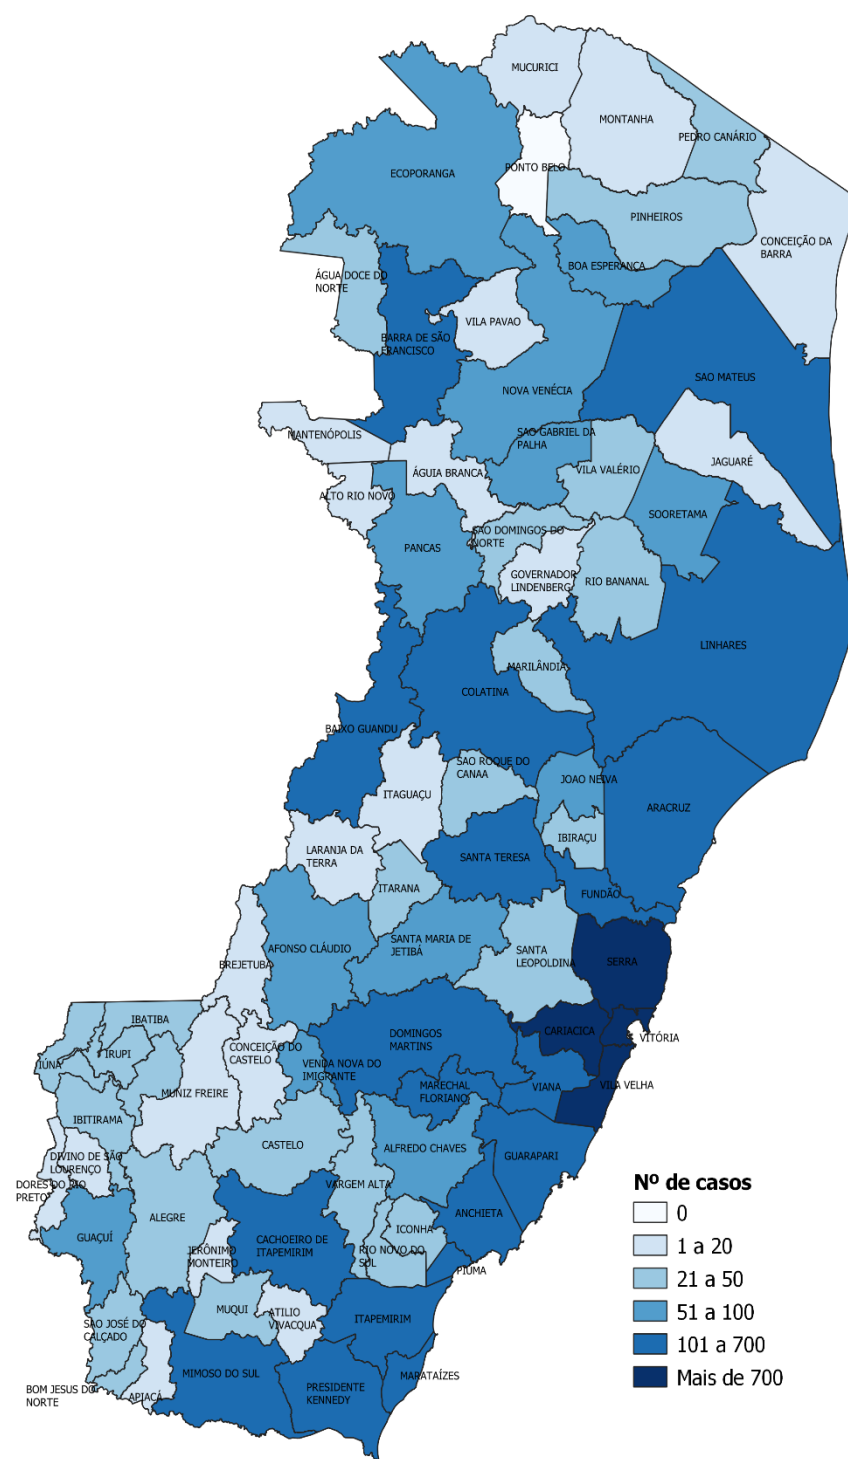 MUCURICI
MONTANHA
PEDRO CANÁRIO
PONTO BELO
ECOPORANGA
PINHEIROS
CONCEIÇÃO DA
BARRA
BOA ESPERANÇA
ÁGUA DOCE DO
NORTE
VILA PAVAO
BARRA DE SÃO
FRANCISCO
SAO MATEUS
NOVA VENÉCIA
MANTENÓPOLIS
SAO GABRIEL DA
PALHA
JAGUARÉ
ÁGUIA BRANCA
VILA VALÉRIO
ALTO RIO NOVO
SOORETAMA
SAO DOMINGOS DO
NORTE
PANCAS
GOVERNADOR
LINDENBERG
RIO BANANAL
LINHARES
MARILÂNDIA
COLATINA
BAIXO GUANDU
SAO ROQUE DO
CANAA
JOAO NEIVA
ITAGUAÇU
ARACRUZ
IBIRAÇU
LARANJA DA
TERRA
SANTA TERESA
ITARANA
FUNDÃO
AFONSO CLÁUDIO
SANTA MARIA DE
JETIBÁ
SANTA
LEOPOLDINA
SERRA
BREJETUBA
IBATIBA
CARIACICA
VITÓRIA
DOMINGOS
MARTINS
CONCEIÇÃO DO
CASTELO
IRUPI
IÚNA
VENDA NOVA DO
IMIGRANTE
MARECHAL
FLORIANO
VIANA
VILA VELHA
MUNIZ FREIRE
IBITIRAMA
CASTELO
ALFREDO CHAVES
GUARAPARI
DIVINO DE SÃO
LOURENÇO
DORES DO RIO
PRETO
VARGEM ALTA
Nº de casos
0
1 a 20
21 a 50
51 a 100
101 a 700
Mais de 700
ALEGRE
ANCHIETA
ICONHA
GUAÇUÍ
CACHOEIRO DE
ITAPEMIRIM
JERÔNIMO
MONTEIRO
RIO NOVO DO
SUL
PIÚMA
MUQUI
ATILIO
VIVACQUA
ITAPEMIRIM
SAO JOSÉ DO
CALÇADO
MIMOSO DO SUL
MARATAÍZES
PRESIDENTE
KENNEDY
BOM JESUS DO
NORTE
APIACÁ